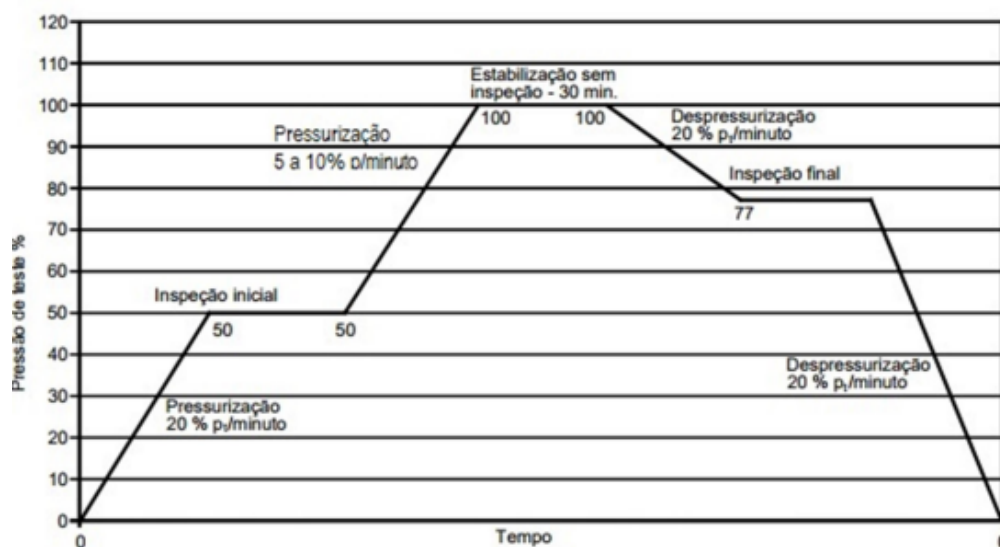 120
110
100
90
80
70
60
50
40
30
20
10
0
Pressão de teste %
Estabilização sem
inspeção - 30 min.
100 100
Pressurização
5 a 10% p/minuto
Despressurização
20 % pₜ/minuto
Inspeção final
77
Inspeção inicial
50 50
Pressurização
20 % pₜ/minuto
Despressurização
20 % pₜ/minuto
0
Tempo